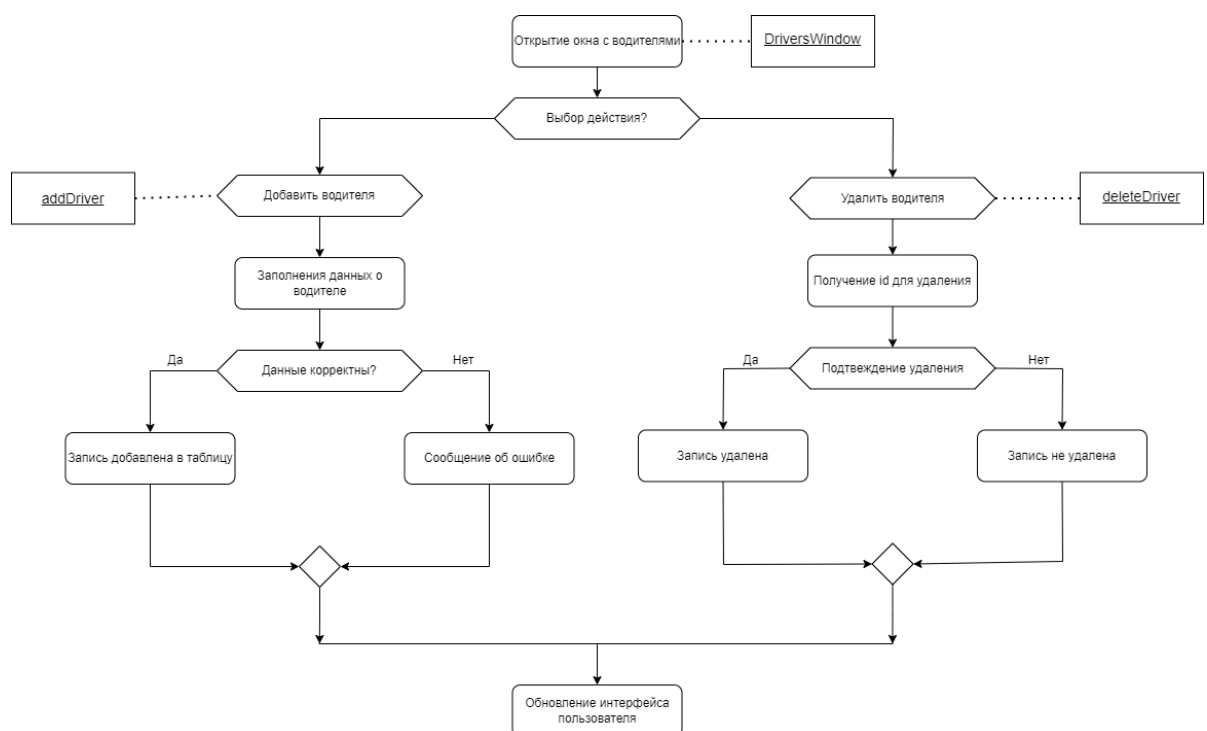 Открытие окна с водителями
DriversWindow
Выбор действия?
addDriver
Добавить водителя
Удалить водителя
deleteDriver
Заполнения данных о
водителе
Получение id для удаления
Да
Данные корректны?
Нет
Да
Подтвеждение удаления
Нет
Запись добавлена в таблицу
Сообщение об ошибке
Запись удалена
Запись не удалена
Обновление интерфейса
пользователя